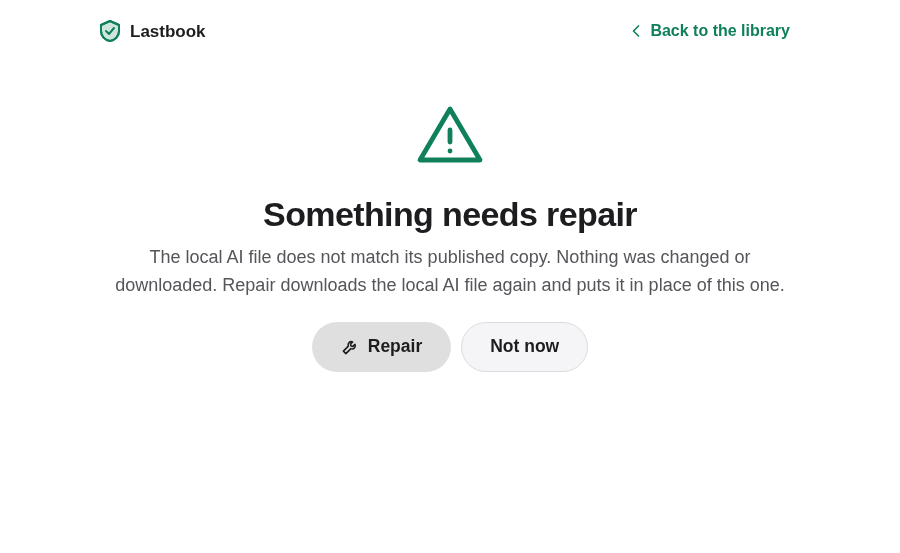 Lastbook
Back to the library
Something needs repair
The local AI file does not match its published copy. Nothing was changed or
downloaded. Repair downloads the local AI file again and puts it in place of this one.
Repair
Not now